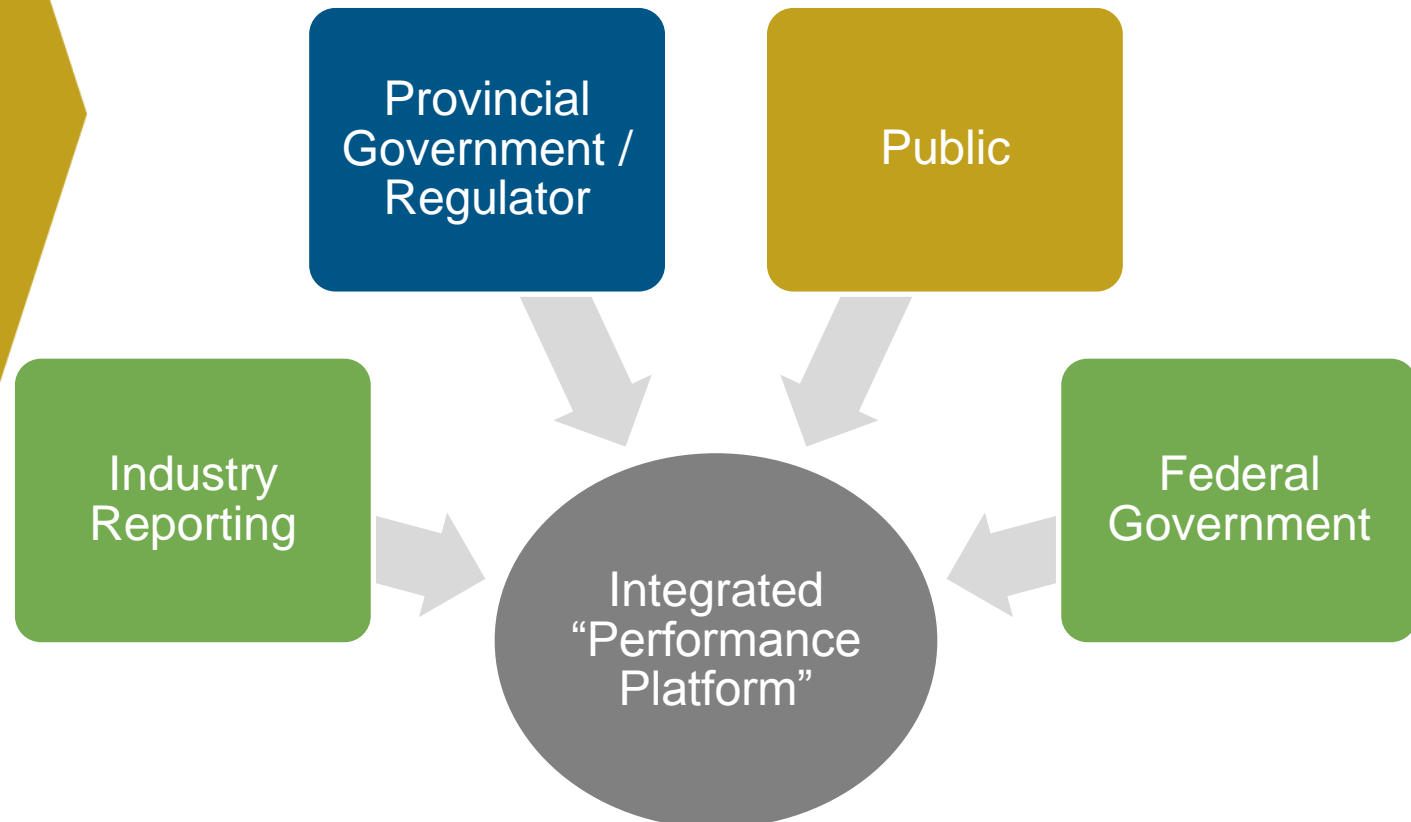 Provincial
Government /
Regulator
Public
Industry
Reporting
Federal
Government
Integrated
“Performance
Platform”